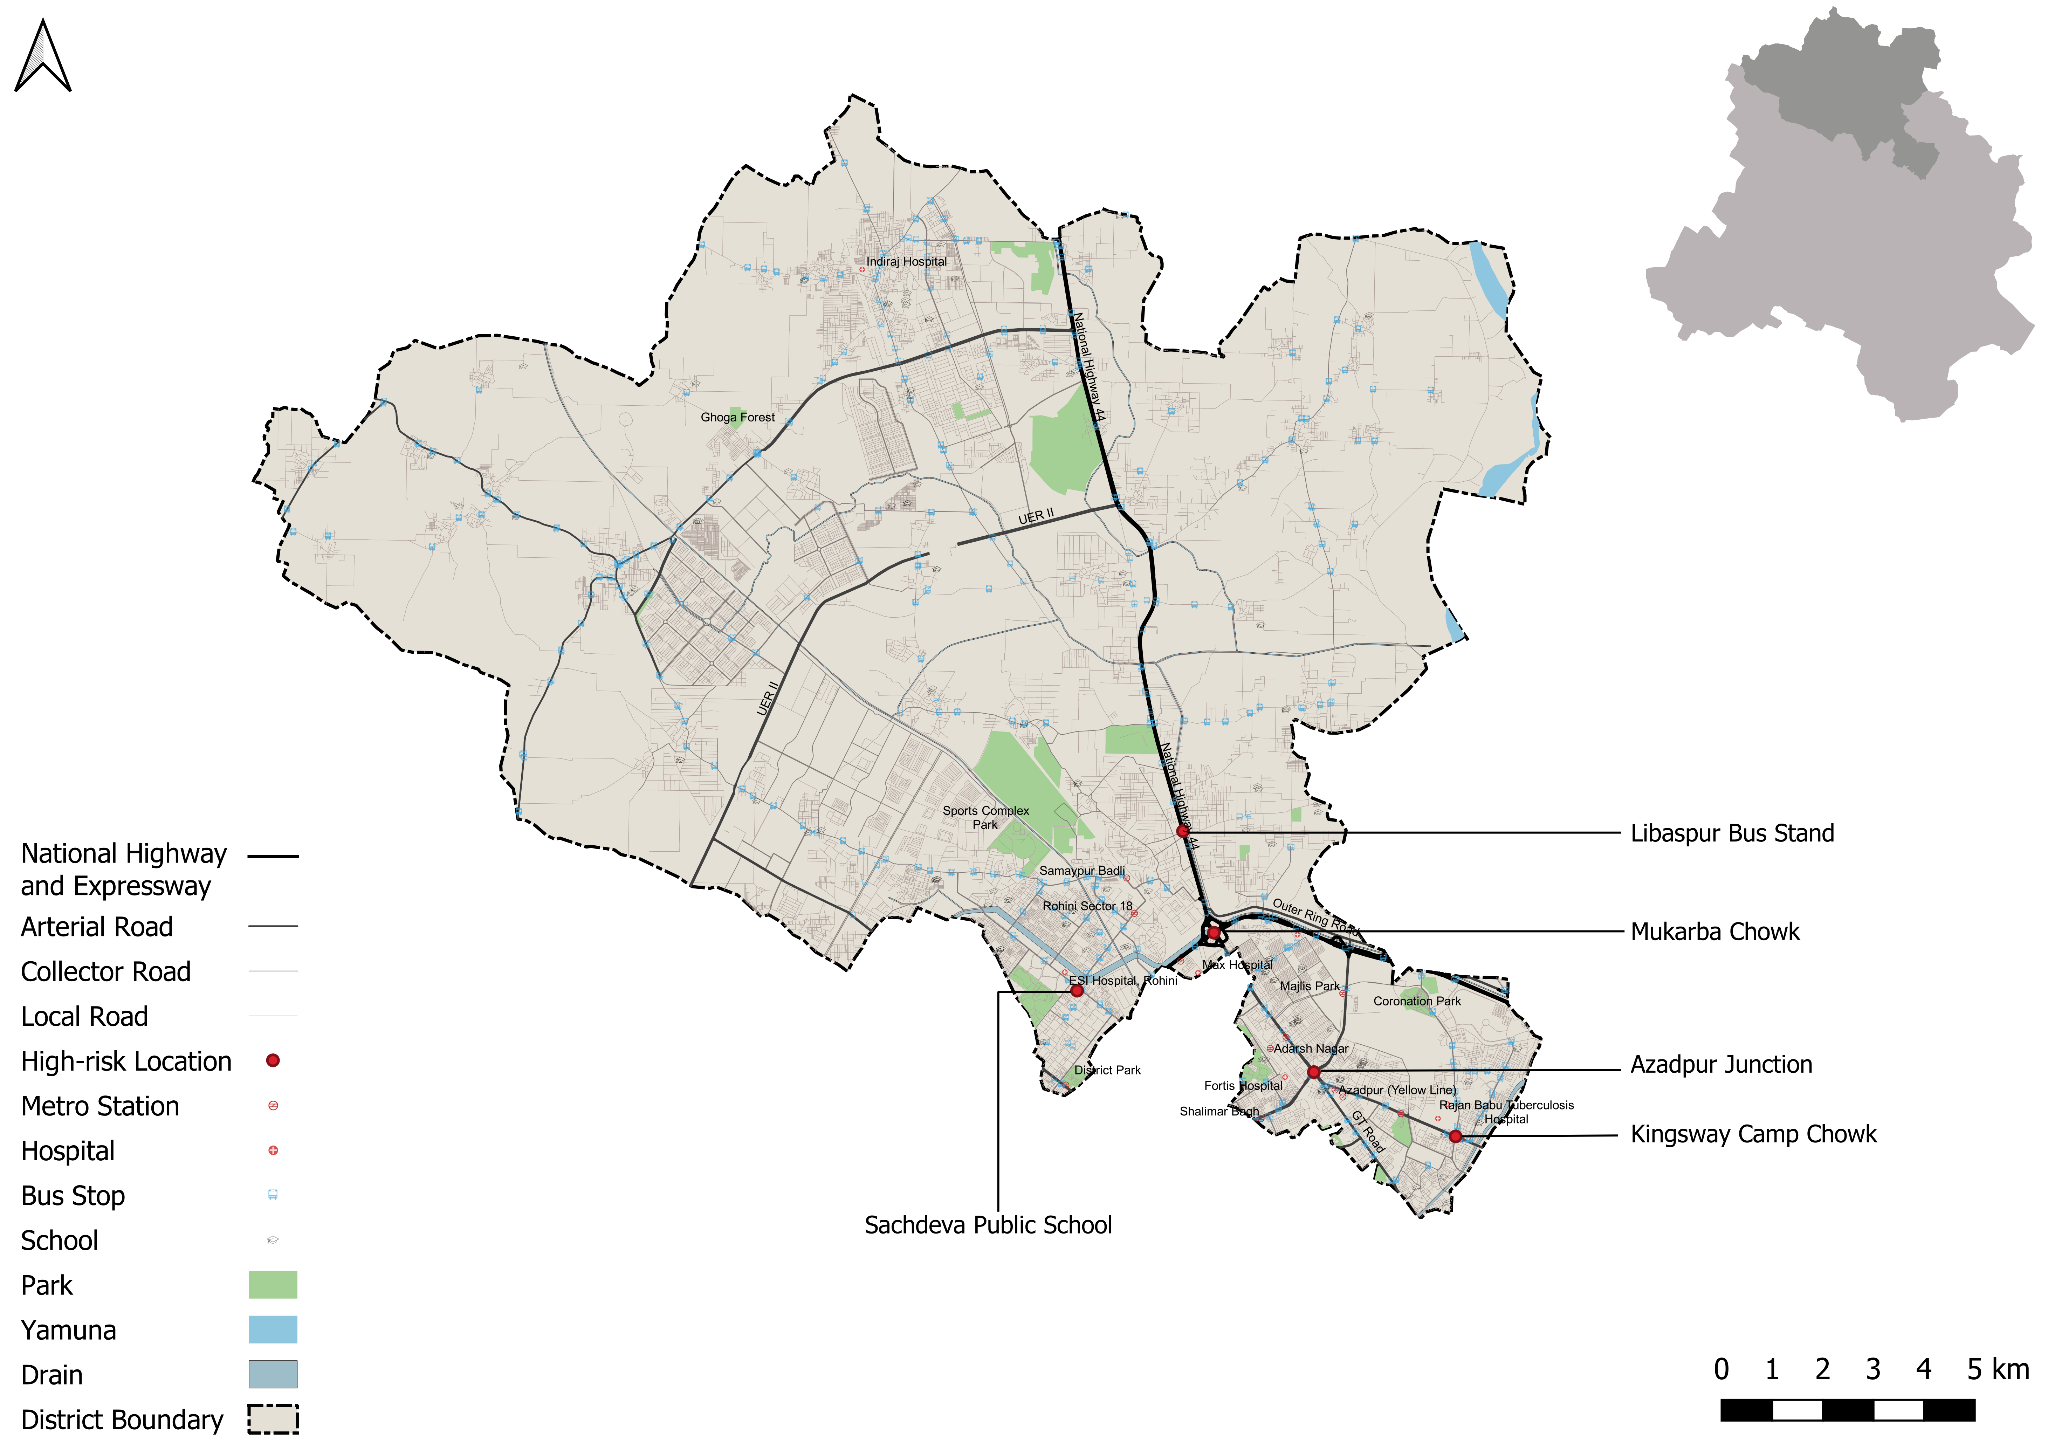 Indiraj Hospital
National Highway 44
Ghoga Forest
UER II
UER II
National Highway 44
Sports Complex
Park
Samaypur Badli
Rohini Sector 18
Outer Ring Road
Max Hospital
ESI Hospital, Rohini
Majlis Park
Coronation Park
Adarsh Nagar
District Park
Fortis Hospital
Azadpur (Yellow Line)
Shalimar Bagh
GT Road
Rajan Babu Tuberculosis
Hospital
Libaspur Bus Stand
Mukarba Chowk
Azadpur Junction
Kingsway Camp Chowk
Sachdeva Public School
National Highway
and Expressway
Arterial Road
Collector Road
Local Road
High-risk Location
Metro Station
Hospital
Bus Stop
School
Park
Yamuna
Drain
District Boundary
0 1 2 3 4 5 km